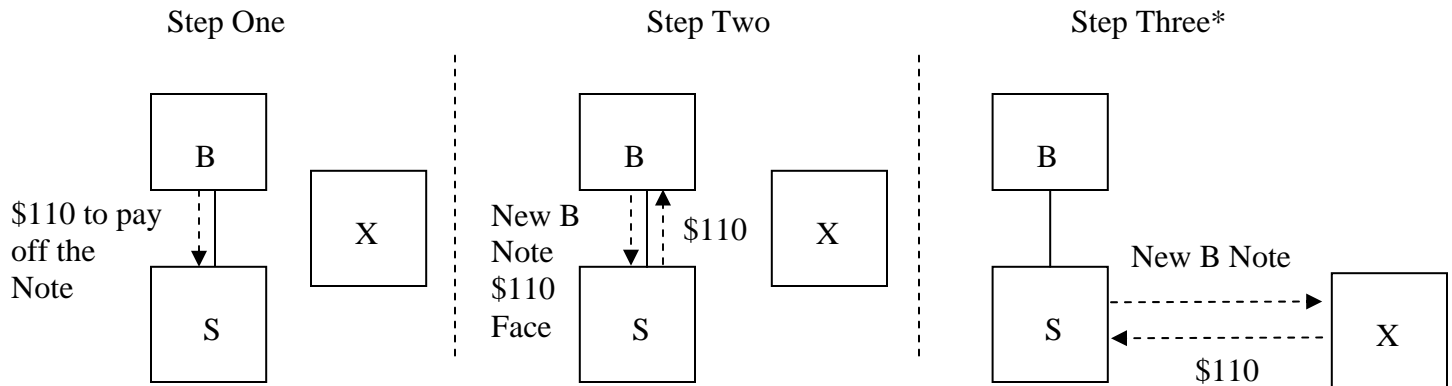 Step One
B
$110 to pay
off the
Note
X
S
Step Two
B
New B
Note
$110
Face
$110
X
S
Step Three*
B
New B Note
S
X
$110